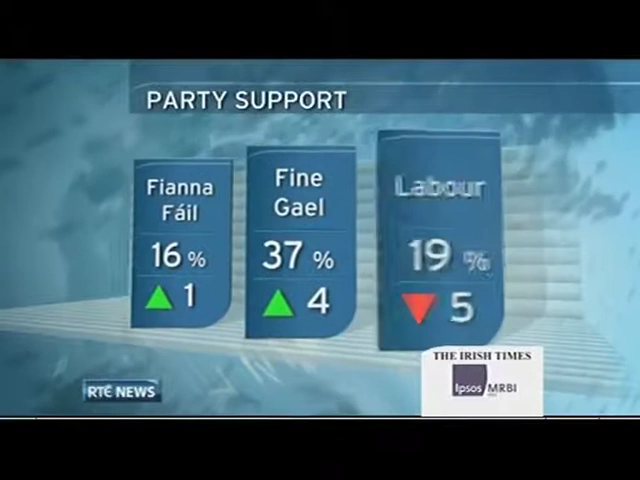 PARTY SUPPORT
Fianna
Fáil
16 %
1
Fine
Gael
37 %
4
Labour
19 %
5
THE IRISH TIMES
Ipsos MRBI
RTÉ NEWS